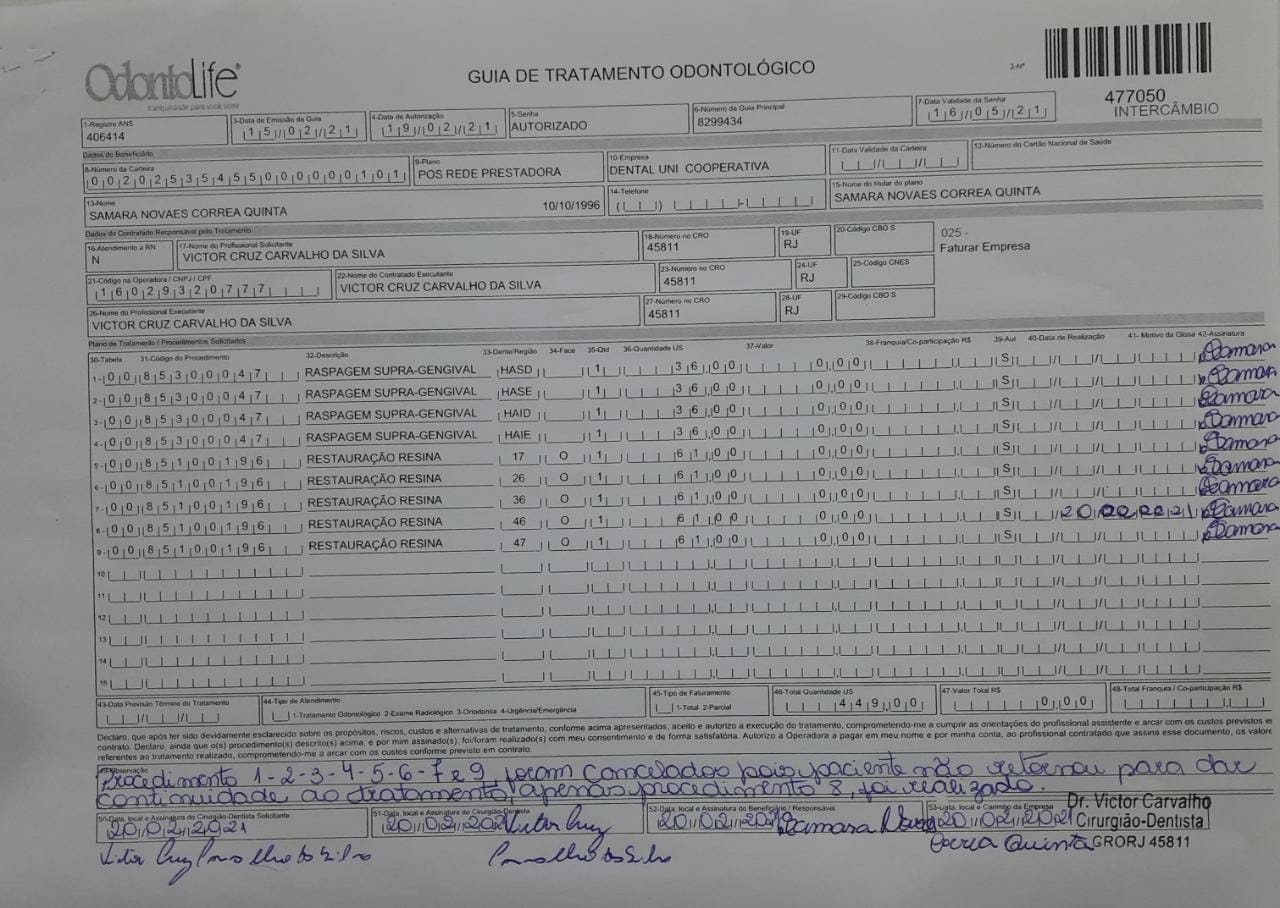 OdontoLife
tranquilidade para você sorrir
GUIA DE TRATAMENTO ODONTOLÓGICO
2-Nº
477050
INTERCÂMBIO
1-Registro ANS
406414
3-Data de Emissão da Guia
15/02/21
4-Data de Autorização
19/02/21
5-Senha
AUTORIZADO
6-Número da Guia Principal
8299434
7-Data Validade da Senha
16/05/21
Dados do Beneficiário
8-Número da Carteira
00202535455000000101
9-Plano
POS REDE PRESTADORA
10-Empresa
DENTAL UNI COOPERATIVA
11-Data Validade da Carteira
12-Número do Cartão Nacional de Saúde
13-Nome
SAMARA NOVAES CORREA QUINTA 10/10/1996
14-Telefone
15-Nome do titular do plano
SAMARA NOVAES CORREA QUINTA
Dados do Contratado Responsável pelo Tratamento
16-Atendimento a RN
N
17-Nome do Profissional Solicitante
VICTOR CRUZ CARVALHO DA SILVA
18-Número no CRO
45811
19-UF
RJ
20-Código CBO S
025 -
Faturar Empresa
21-Código na Operadora / CNPJ / CPF
16029320777
22-Nome do Contratado Executante
VICTOR CRUZ CARVALHO DA SILVA
23-Número no CRO
45811
24-UF
RJ
25-Código CNES
26-Nome do Profissional Executante
VICTOR CRUZ CARVALHO DA SILVA
27-Número no CRO
45811
28-UF
RJ
29-Código CBO S
Plano de Tratamento / Procedimentos Solicitados
30-Tabela 31-Código do Procedimento 32-Descrição 33-Dente/Região 34-Face 35-Qtd 36-Quantidade US 37-Valor 38-Franquia/Co-participação R$ 39-Aut 40-Data de Realização 41- Motivo da Glosa 42-Assinatura
1-00 85300047 RASPAGEM SUPRA-GENGIVAL HASD 1 36,00 0,00 S Samara
2-00 85300047 RASPAGEM SUPRA-GENGIVAL HASE 1 36,00 0,00 S Samara
3-00 85300047 RASPAGEM SUPRA-GENGIVAL HAID 1 36,00 0,00 S Samara
4-00 85300047 RASPAGEM SUPRA-GENGIVAL HAIE 1 36,00 0,00 S Samara
5-00 85100196 RESTAURAÇÃO RESINA 17 O 1 61,00 0,00 S Samara
6-00 85100196 RESTAURAÇÃO RESINA 26 O 1 61,00 0,00 S Samara
7-00 85100196 RESTAURAÇÃO RESINA 36 O 1 61,00 0,00 S Samara
8-00 85100196 RESTAURAÇÃO RESINA 46 O 1 61,00 0,00 S Samara
9-00 85100196 RESTAURAÇÃO RESINA 47 O 1 61,00 0,00 S Samara
10-
11-
12-
13-
14-
15-
43-Data Previsão Término do Tratamento
44-Tipo de Atendimento
1-Tratamento Odontológico 2-Exame Radiológico 3-Ortodontia 4-Urgência/Emergência
45-Tipo de Faturamento
1-Total 2-Parcial
46-Total Quantidade US
449,00
47-Valor Total R$
0,00
48-Total Franquia / Co-participação R$
Declaro, que após ter sido devidamente esclarecido sobre os propósitos, riscos, custos e alternativas de tratamento, conforme acima apresentados, aceito e autorizo a execução do tratamento, comprometendo-me a cumprir as orientações do profissional assistente e arcar com os custos previstos em
contrato. Declaro, ainda que o(s) procedimento(s) descrito(s) acima, e por mim assinado(s), foi/foram realizado(s) com meu consentimento e de forma satisfatória. Autorizo a Operadora a pagar em meu nome e por minha conta, ao profissional contratado que assina esse documento, os valores
referentes ao tratamento realizado, comprometendo-me a arcar com os custos conforme previsto em contrato.
49-Observação
Procedimento 1-2-3-4-5-6-7 e 9, foram cancelados pois paciente não retornou para dar
continuidade ao tratamento apenas procedimento 8, foi realizado.
50-Data, local e Assinatura do Cirurgião-Dentista Solicitante
20/02/2021
Victor Cruz Carvalho da Silva
51-Data, local e Assinatura do Cirurgião-Dentista
20/02/2021 Victor Cruz
Carvalho da Silva
52-Data, local e Assinatura do Beneficiário / Responsável
20/02/2021 Samara Novaes
Correa Quinta
53-Data, local e Carimbo da Empresa
20/02/2021
Dr. Victor Carvalho
Cirurgião-Dentista
CRORJ 45811